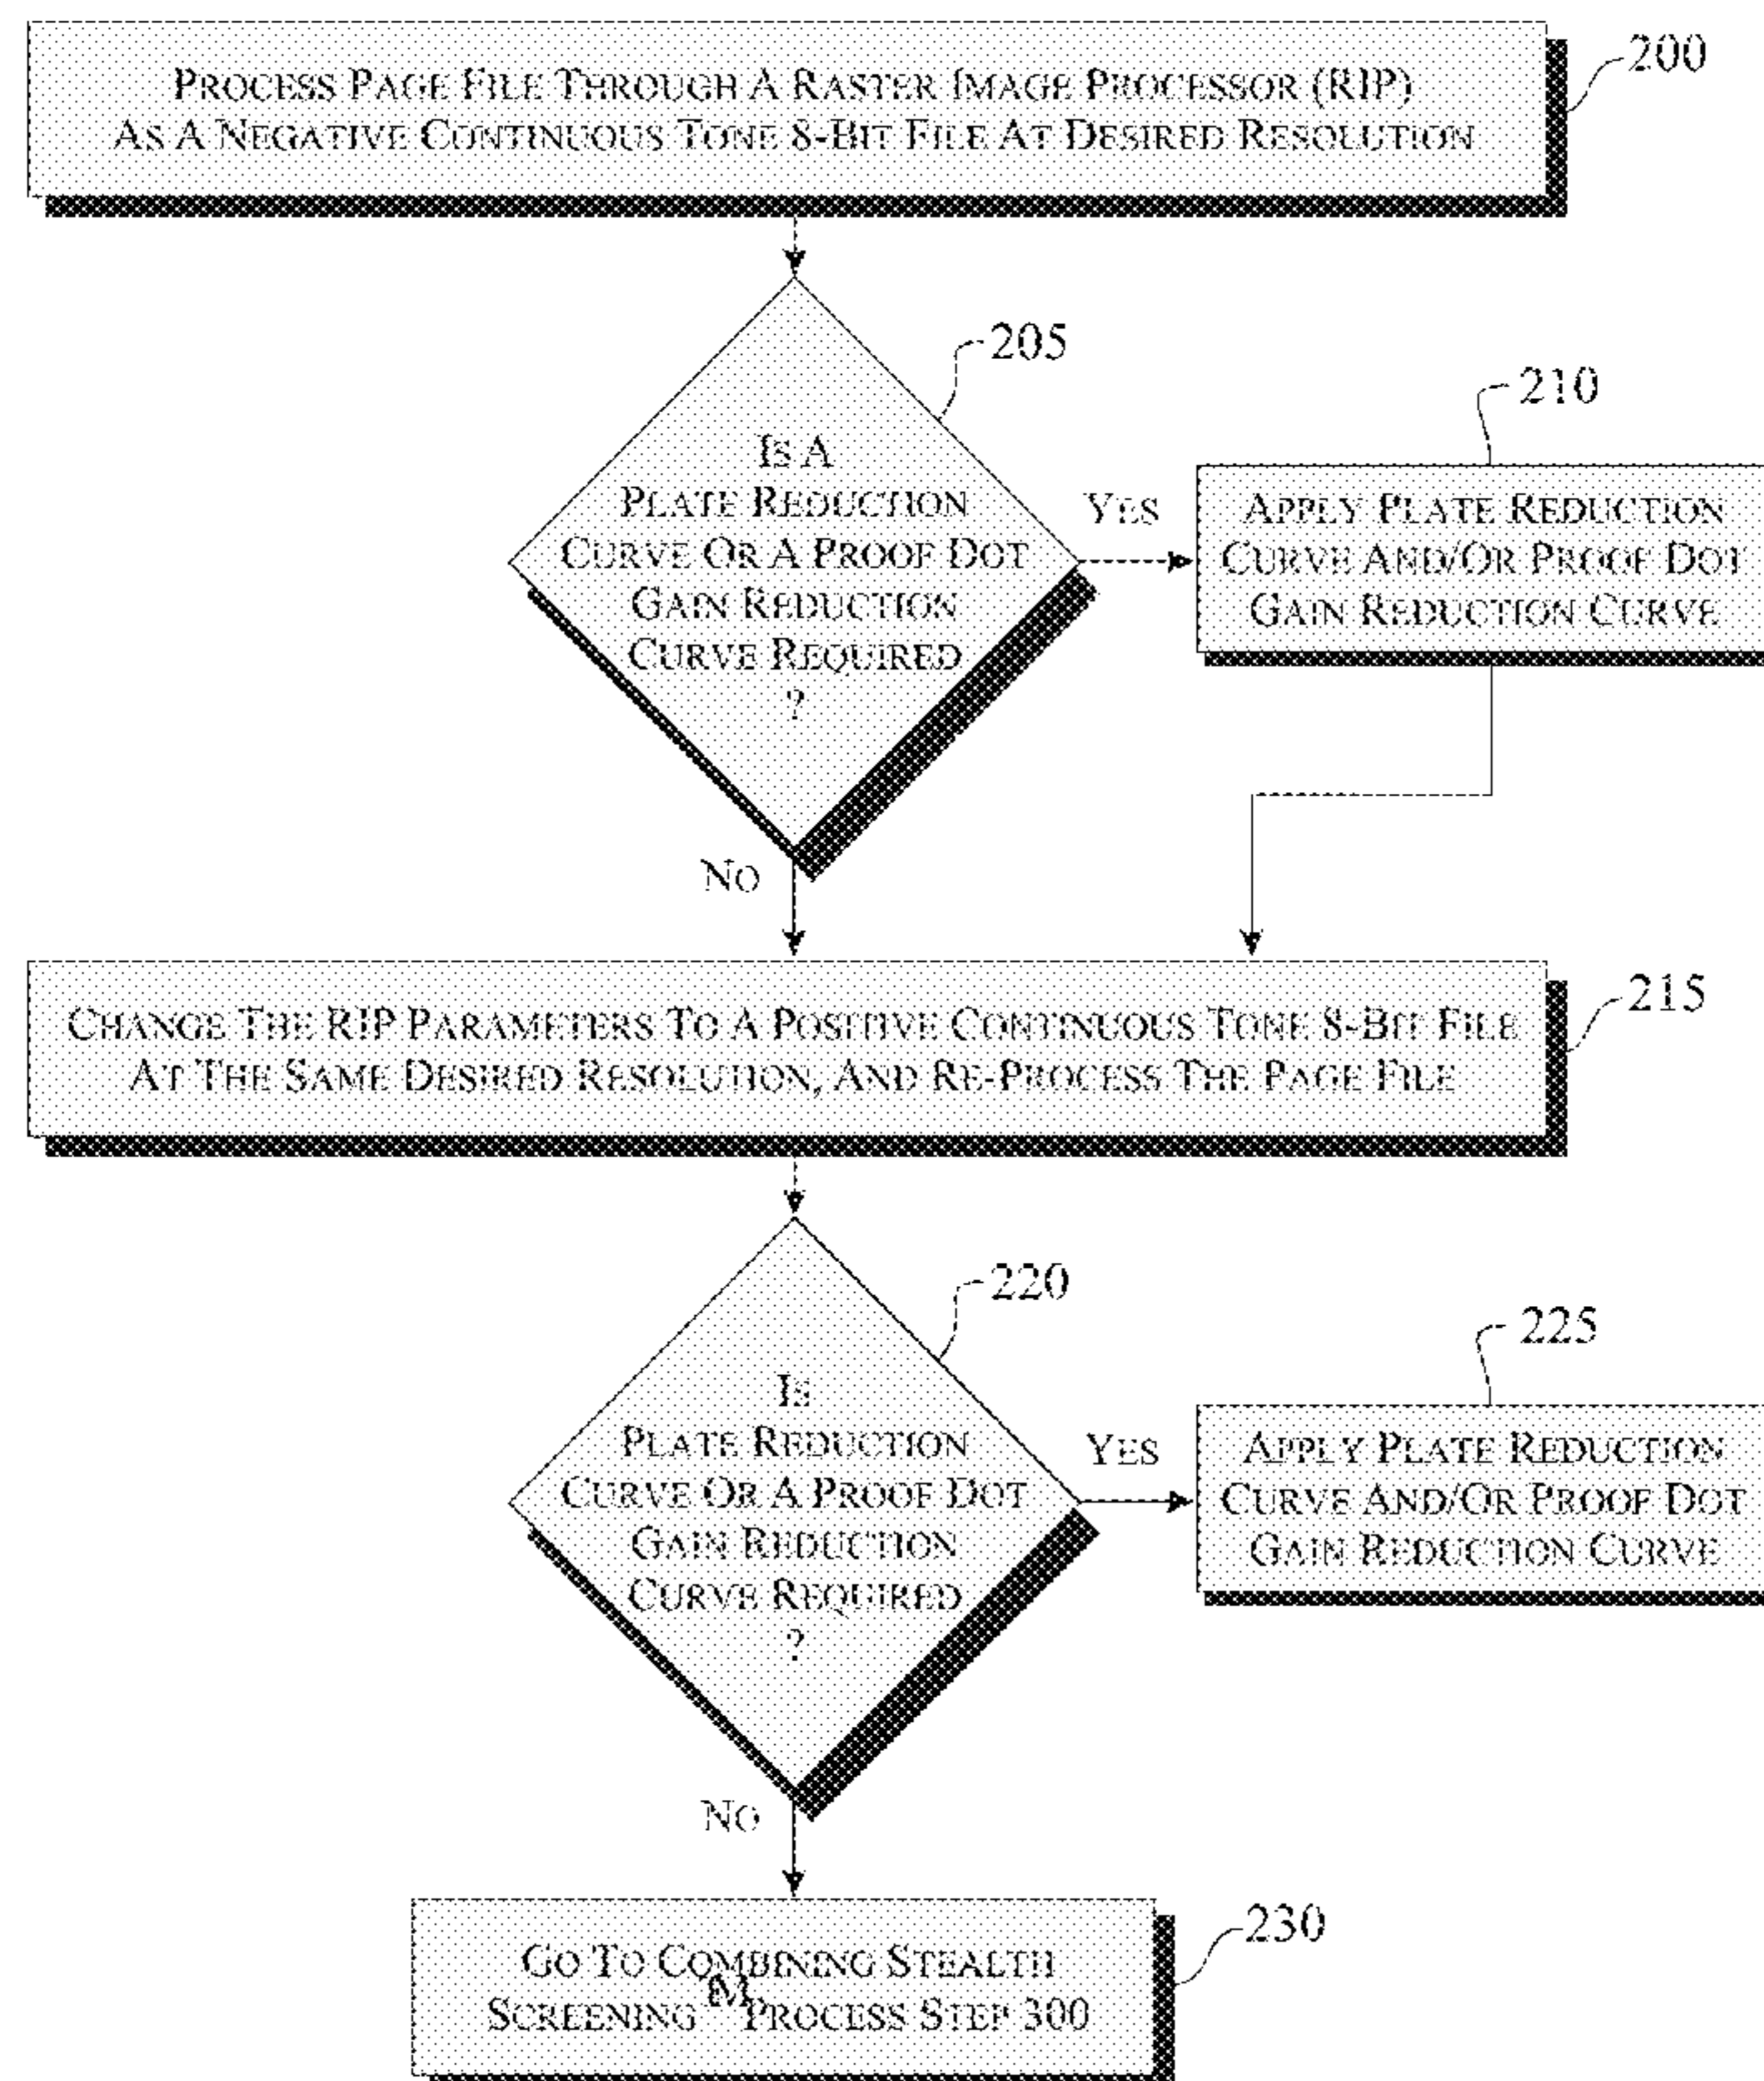 PROCESS PAGE FILE THROUGH A RASTER IMAGE PROCESSOR (RIP)
AS A NEGATIVE CONTINUOUS TONE 8-BIT FILE AT DESIRED RESOLUTION
200
205
IS A
PLATE REDUCTION
CURVE OR A PROOF DOT
GAIN REDUCTION
CURVE REQUIRED
?
YES
210
APPLY PLATE REDUCTION
CURVE AND/OR PROOF DOT
GAIN REDUCTION CURVE
NO
CHANGE THE RIP PARAMETERS TO A POSITIVE CONTINUOUS TONE 8-BIT FILE
AT THE SAME DESIRED RESOLUTION, AND RE-PROCESS THE PAGE FILE
215
220
IS
PLATE REDUCTION
CURVE OR A PROOF DOT
GAIN REDUCTION
CURVE REQUIRED
?
YES
225
APPLY PLATE REDUCTION
CURVE AND/OR PROOF DOT
GAIN REDUCTION CURVE
NO
GO TO COMBINING STEALTH
SCREENING PROCESS STEP 300
230